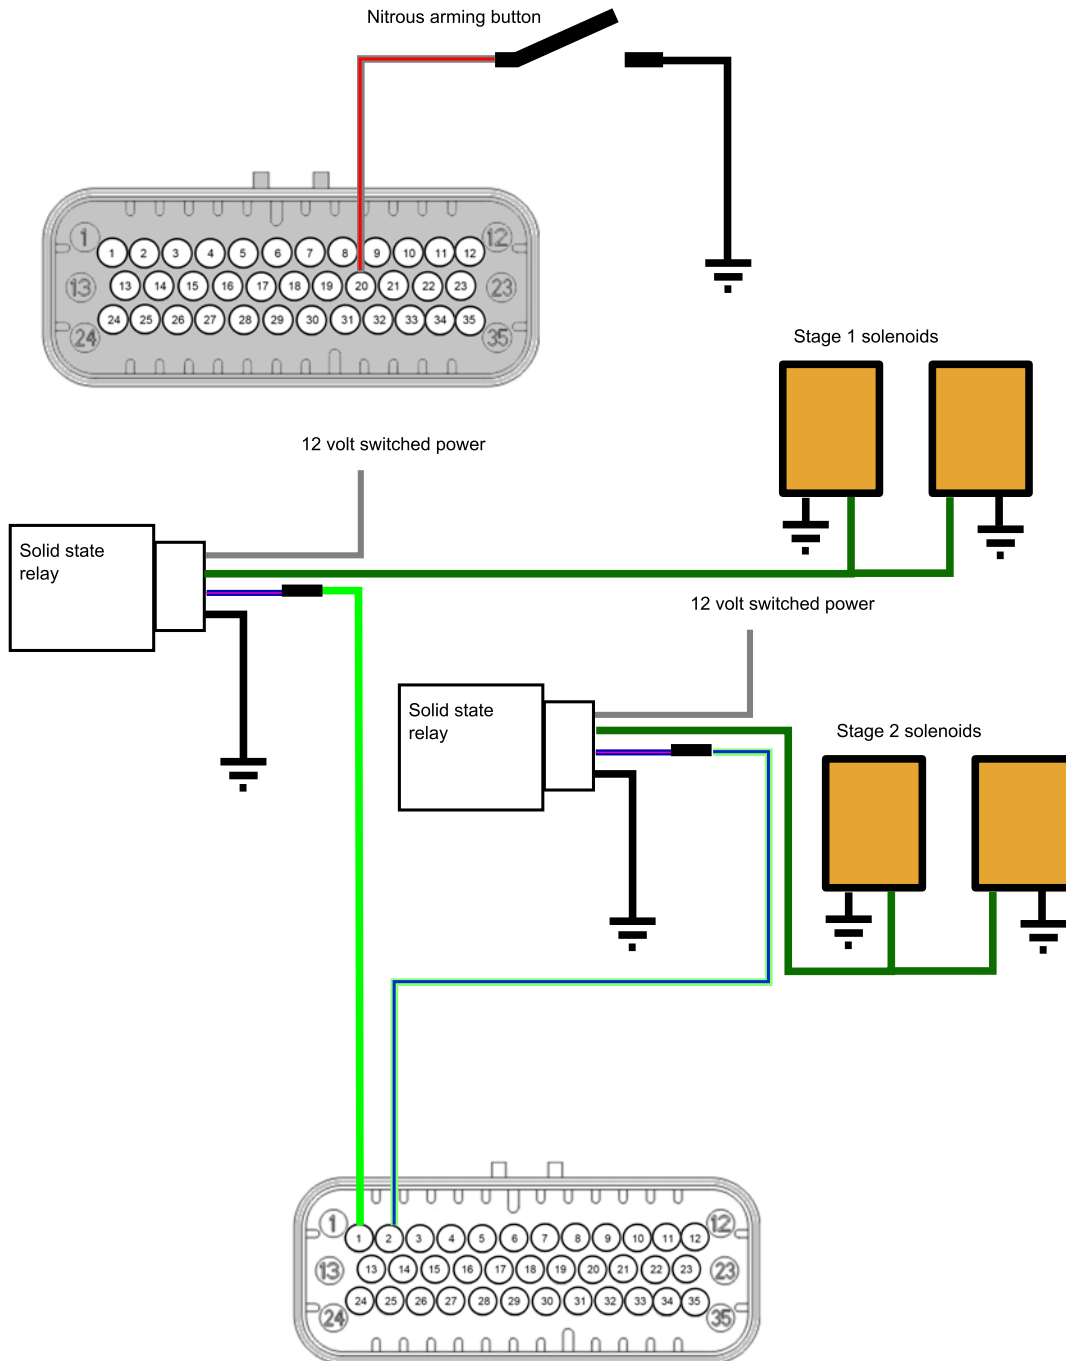 Nitrous arming button
1 12
1 2 3 4 5 6 7 8 9 10 11 12
13 13 14 15 16 17 18 19 20 21 22 23 23
24 25 26 27 28 29 30 31 32 33 34 35
24 35
Stage 1 solenoids
12 volt switched power
Solid state
relay
12 volt switched power
Solid state
relay
Stage 2 solenoids
1 12
1 2 3 4 5 6 7 8 9 10 11 12
13 13 14 15 16 17 18 19 20 21 22 23 23
24 25 26 27 28 29 30 31 32 33 34 35
24 35